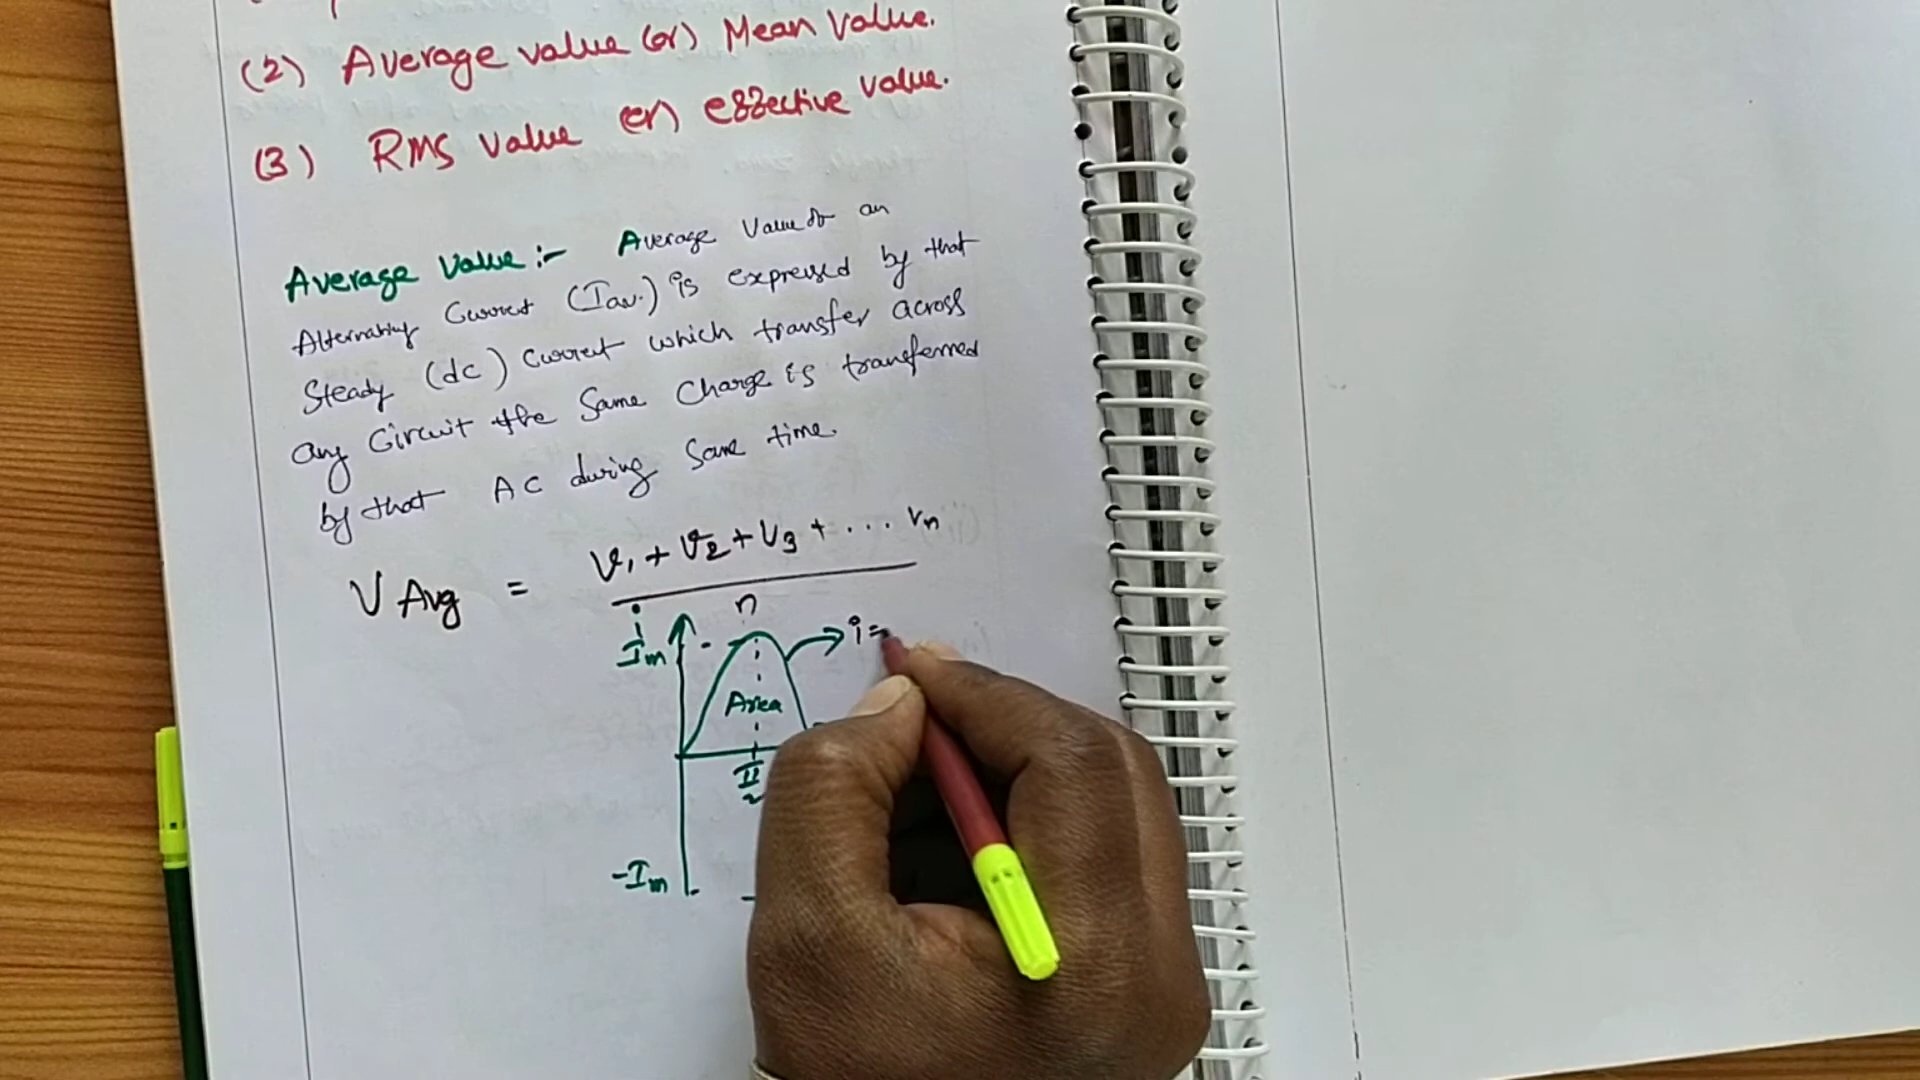 (2) Average value (or) Mean Value.
(3) RMS value (or) effective value.
Average Value :- Average Value of an
Alternating Current (Iav.) is expressed by that
Steady (dc) Current which transfer across
any Circuit the Same Charge is transferred
by that AC during Same time.
V Avg = V1 + V2 + V3 + ... Vn
n
i
Im
i =
Area
π
2
-Im